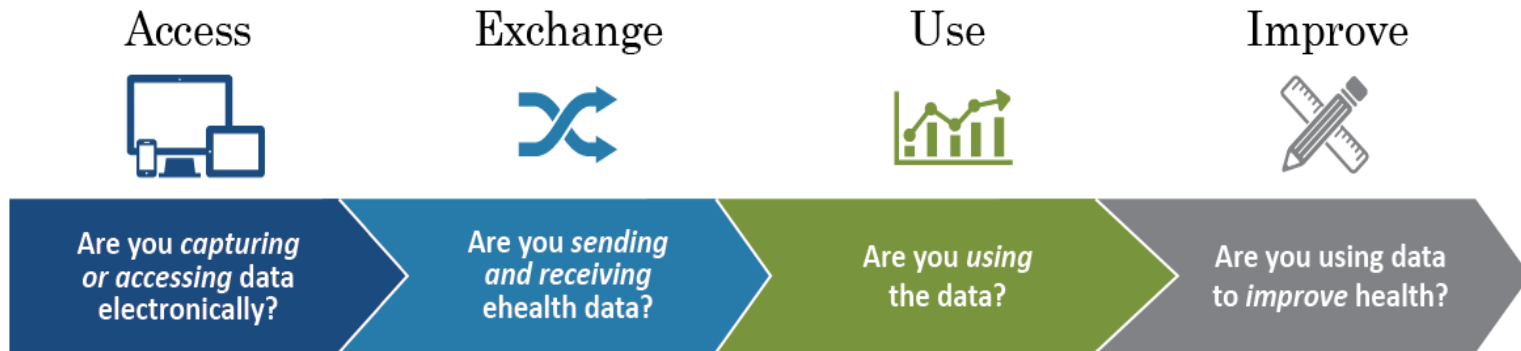 Access
Exchange
Use
Improve
Are you capturing
or accessing data
electronically?
Are you sending
and receiving
ehealth data?
Are you using
the data?
Are you using data
to improve health?